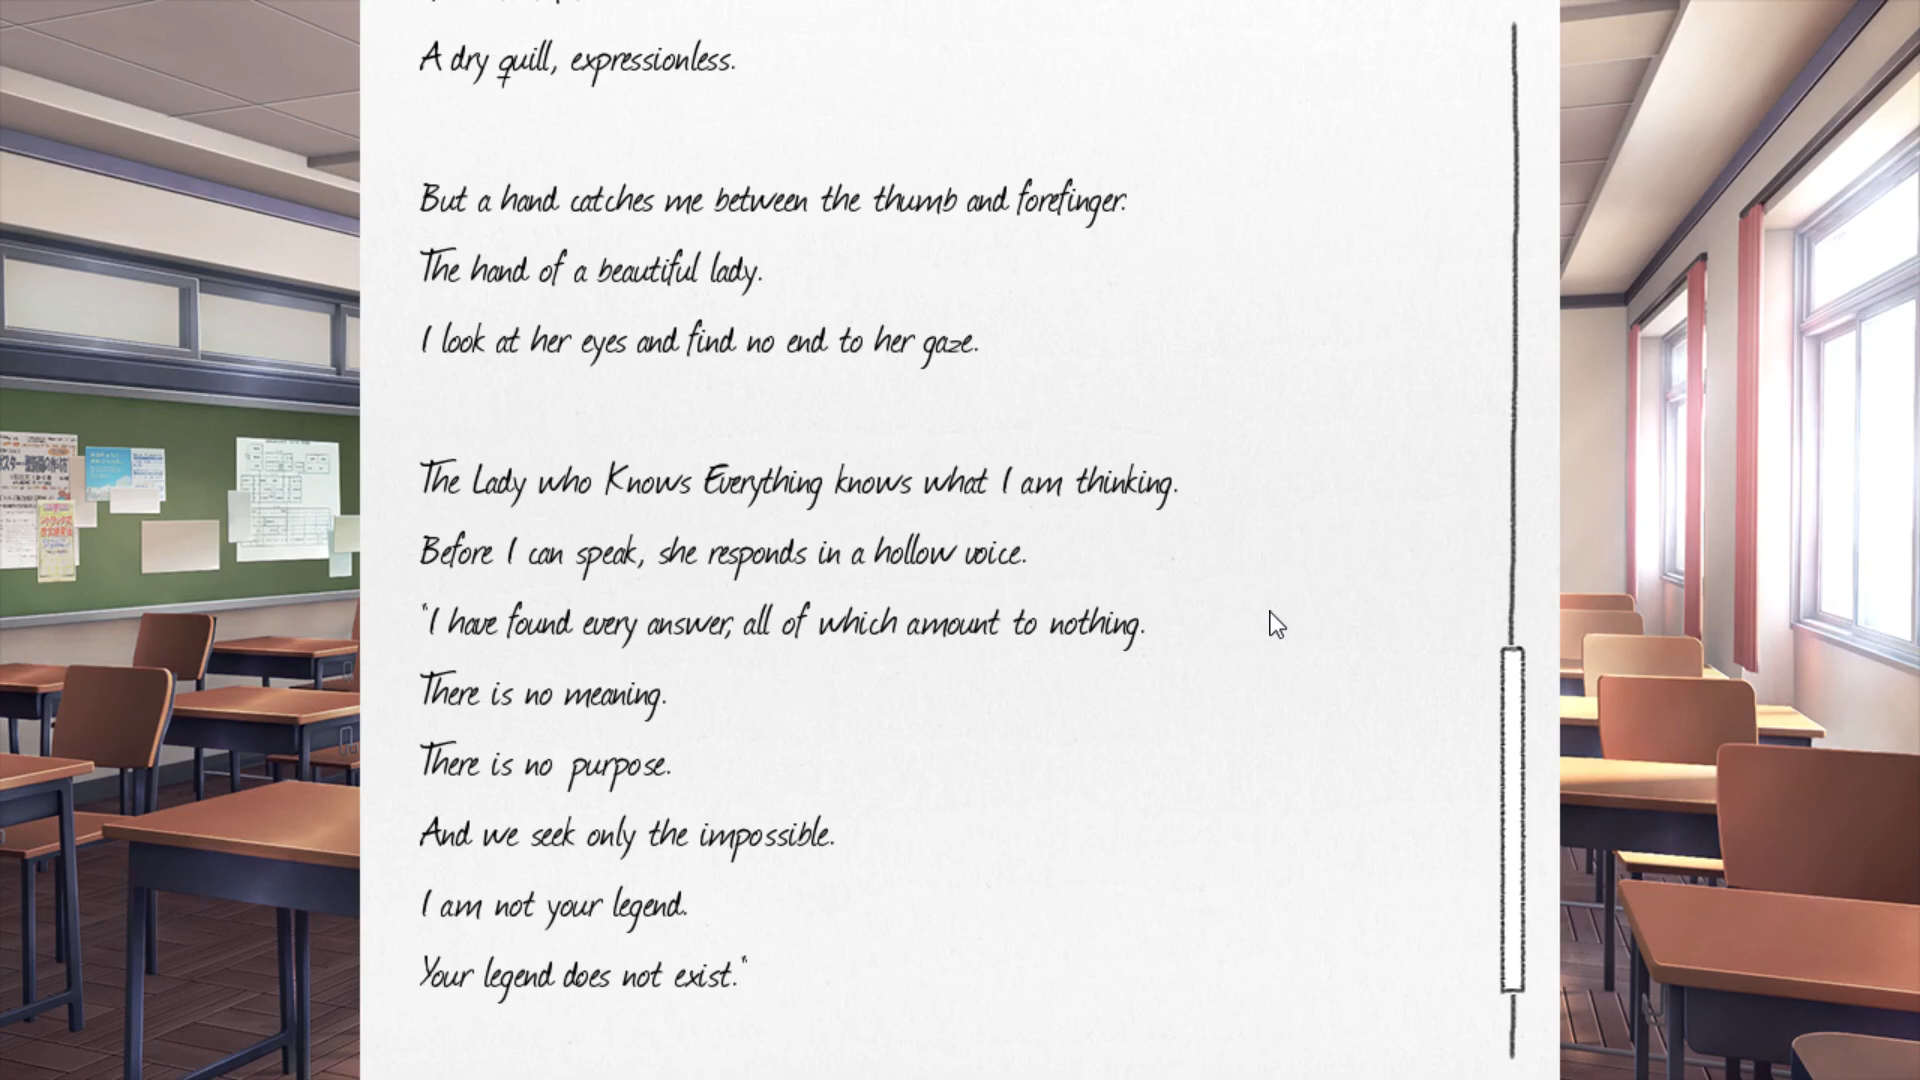 A dry quill, expressionless.
But a hand catches me between the thumb and forefinger.
The hand of a beautiful lady.
I look at her eyes and find no end to her gaze.
The Lady who Knows Everything knows what I am thinking.
Before I can speak, she responds in a hollow voice.
"I have found every answer, all of which amount to nothing.
There is no meaning.
There is no purpose.
And we seek only the impossible.
I am not your legend.
Your legend does not exist."